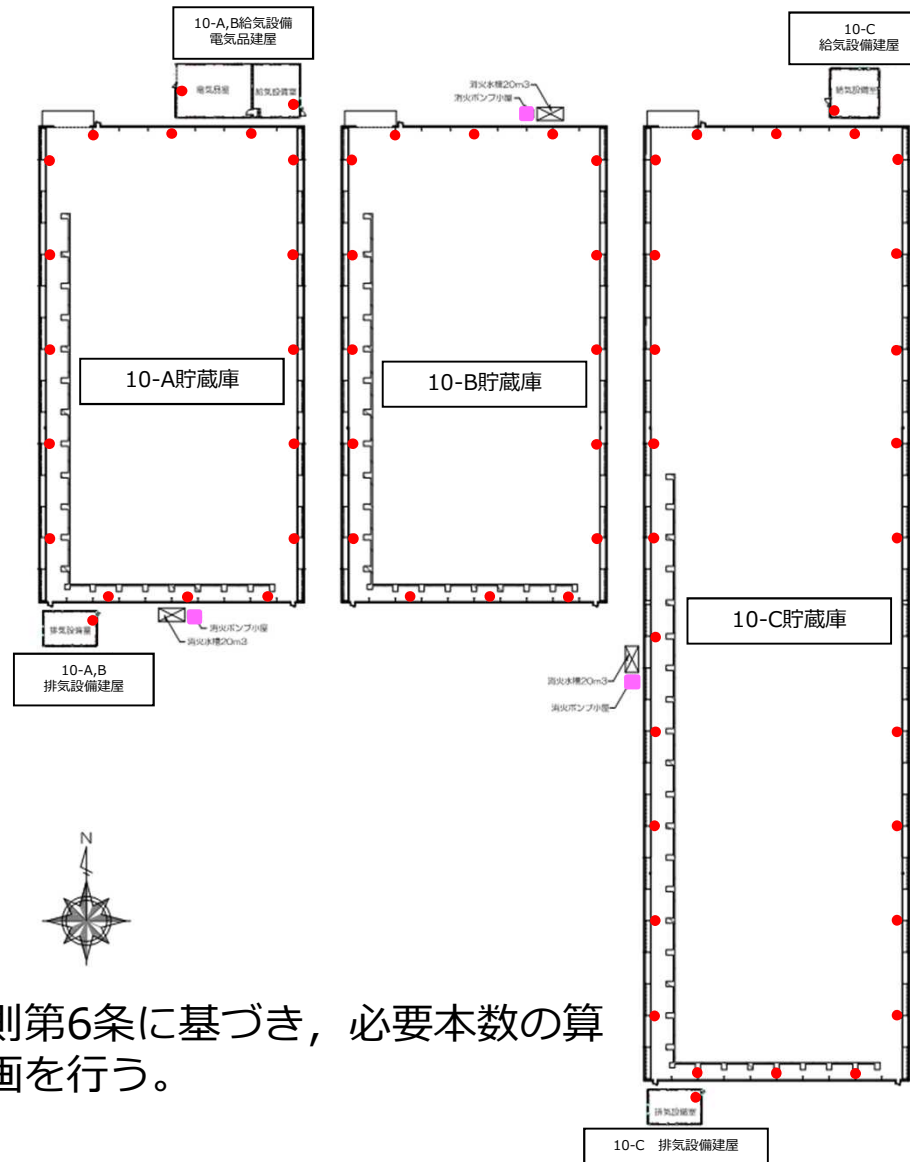 10-A,B給気設備
電気品建屋
10-C
給気設備建屋
電気品室
給気設備室
消火水槽20m3
消火ポンプ小屋
給気設備室
10-A貯蔵庫
10-B貯蔵庫
10-C貯蔵庫
排気設備室
消火ポンプ小屋
消火水槽20m3
10-A,B
排気設備建屋
消火水槽20m3
消火ポンプ小屋
N
則第6条に基づき，必要本数の算
画を行う。
排気設備室
10-C 排気設備建屋